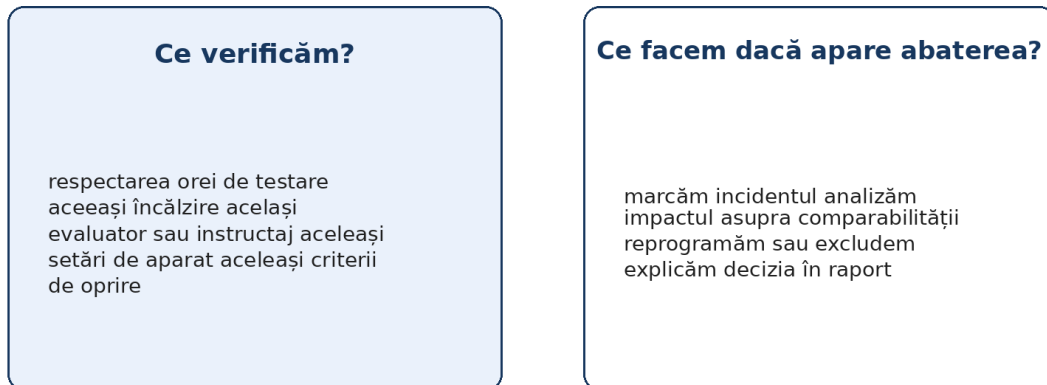 Ce verificăm?
respectarea orei de testare
aceeași încălzire același
evaluator sau instructaj aceleași
setări de aparat aceleași criterii
de oprire
Ce facem dacă apare abaterea?
marcăm incidentul analizăm
impactul asupra comparabilității
reprogramăm sau excludem
explicăm decizia în raport